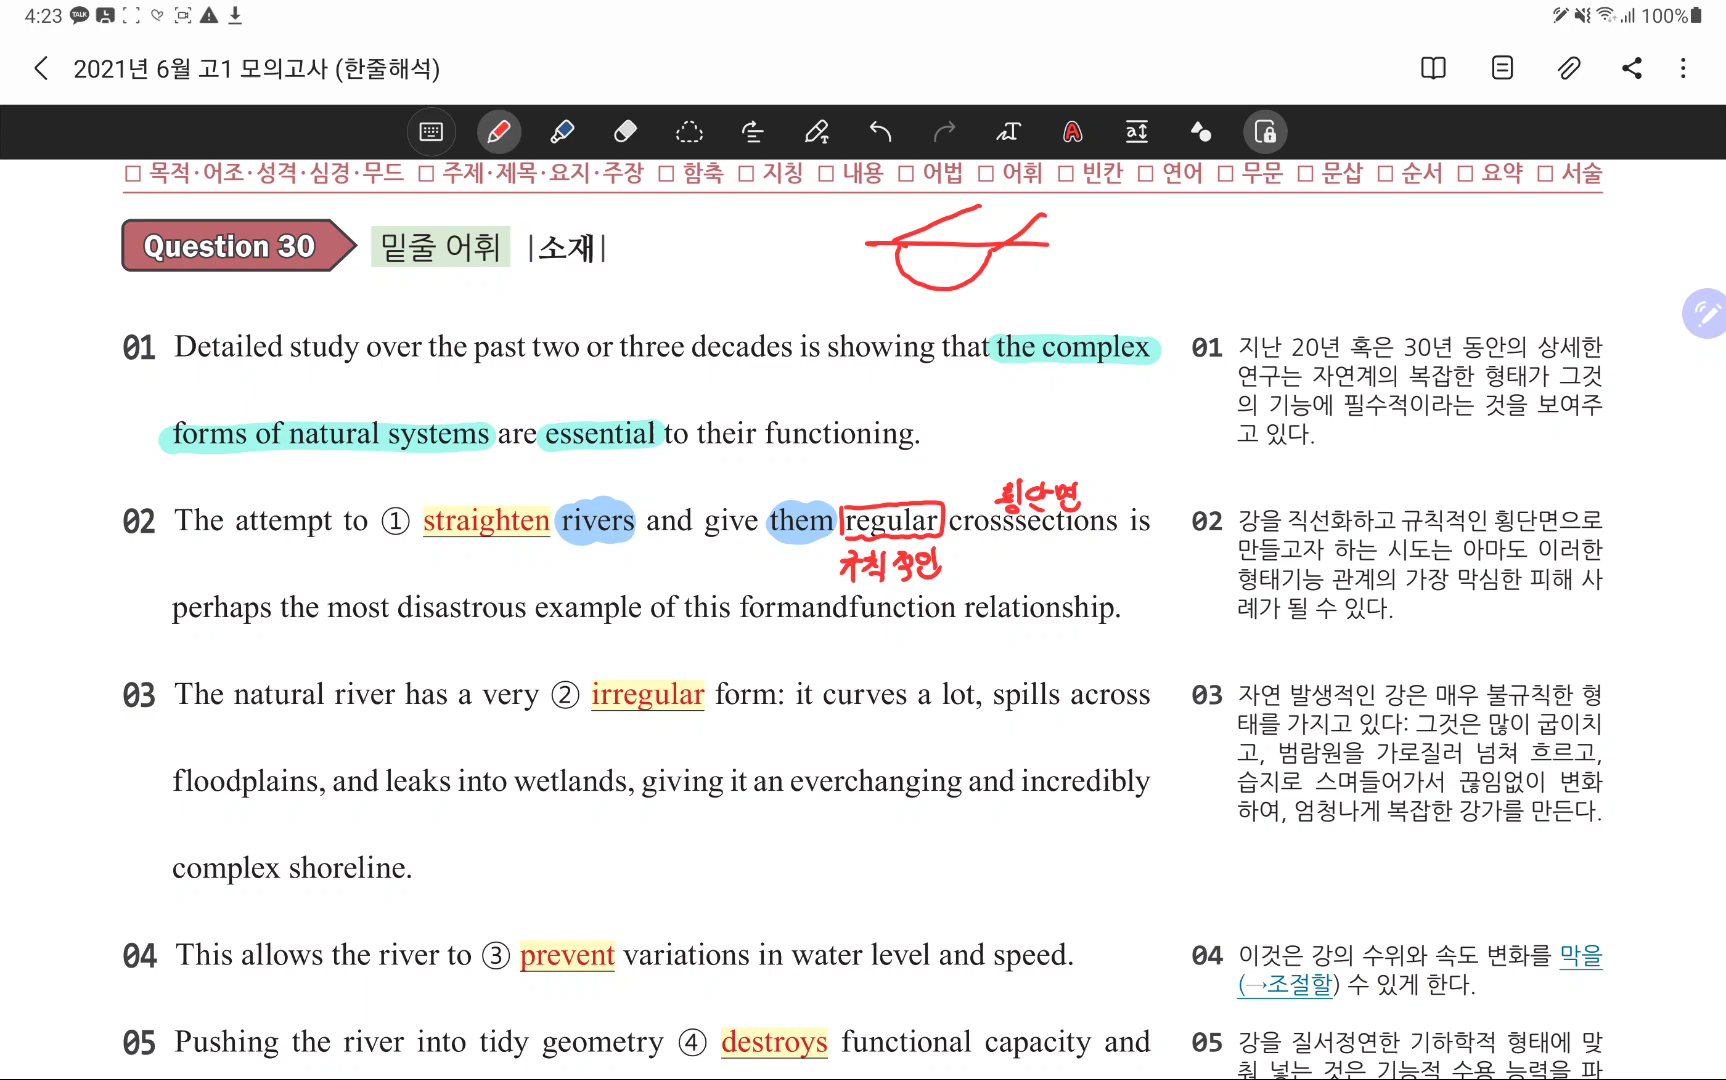 4:23 TALK 100%
2021년 6월 고1 모의고사 (한줄해석)
□ 목적·어조·성격·심경·무드 □ 주제·제목·요지·주장 □ 함축 □ 지칭 □ 내용 □ 어법 □ 어휘 □ 빈칸 □ 연어 □ 무문 □ 문삽 □ 순서 □ 요약 □ 서술
Question 30 밑줄 어휘 |소재|
01 Detailed study over the past two or three decades is showing that the complex
forms of natural systems are essential to their functioning.
01 지난 20년 혹은 30년 동안의 상세한
연구는 자연계의 복잡한 형태가 그것
의 기능에 필수적이라는 것을 보여주
고 있다.
횡단면
02 The attempt to ① straighten rivers and give them regular crosssections is
규칙적인
perhaps the most disastrous example of this formandfunction relationship.
02 강을 직선화하고 규칙적인 횡단면으로
만들고자 하는 시도는 아마도 이러한
형태기능 관계의 가장 막심한 피해 사
례가 될 수 있다.
03 The natural river has a very ② irregular form: it curves a lot, spills across
floodplains, and leaks into wetlands, giving it an everchanging and incredibly
complex shoreline.
03 자연 발생적인 강은 매우 불규칙한 형
태를 가지고 있다: 그것은 많이 굽이치
고, 범람원을 가로질러 넘쳐 흐르고,
습지로 스며들어가서 끊임없이 변화
하여, 엄청나게 복잡한 강가를 만든다.
04 This allows the river to ③ prevent variations in water level and speed.
04 이것은 강의 수위와 속도 변화를 막을
(→조절할) 수 있게 한다.
05 Pushing the river into tidy geometry ④ destroys functional capacity and
05 강을 질서정연한 기하학적 형태에 맞
춰 넣는 것은 기능적 수용 능력을 파